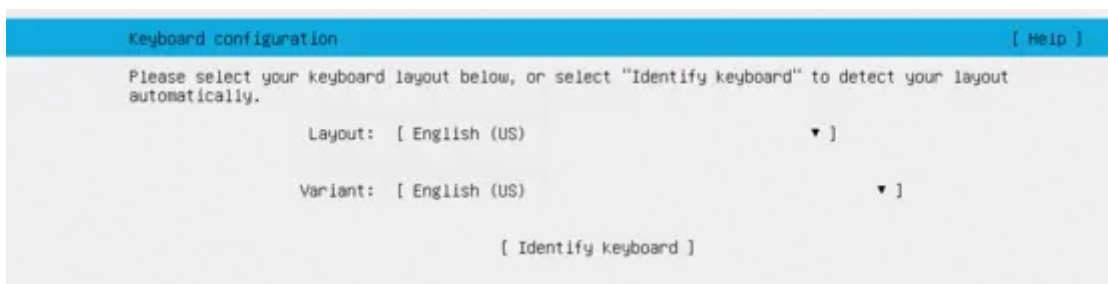 Keyboard configuration [ Help ]
Please select your keyboard layout below, or select "Identify keyboard" to detect your layout
automatically.
Layout: [ English (US) ▾ ]
Variant: [ English (US) ▾ ]
[ Identify keyboard ]